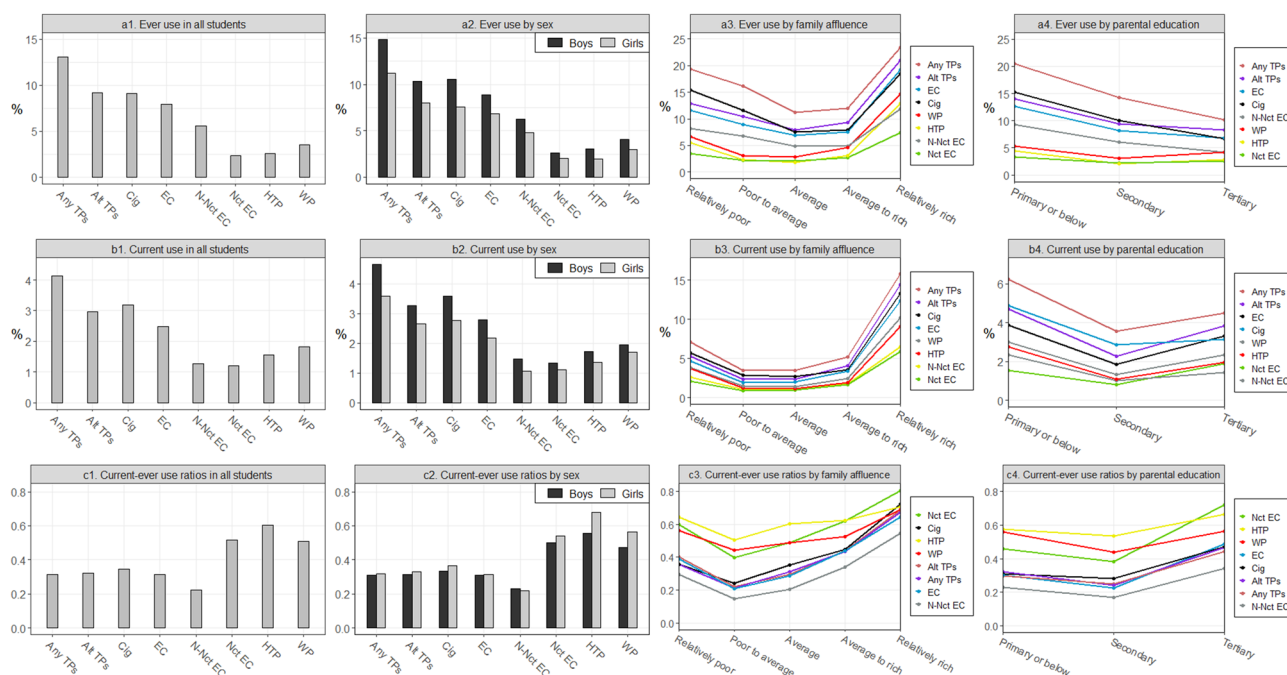 a1. Ever use in all students
15
10
5
0
%
Any TPs
Alt TPs
Cig
EC
N-Nct EC
Nct EC
HTP
WP
a2. Ever use by sex
Boys
Girls
15
10
5
0
%
Any TPs
Alt TPs
Cig
EC
N-Nct EC
Nct EC
HTP
WP
a3. Ever use by family affluence
25
20
15
10
5
0
%
Relatively poor
Poor to average
Average
Average to rich
Relatively rich
Any TPs
Alt TPs
EC
Cig
WP
HTP
N-Nct EC
Nct EC
a4. Ever use by parental education
25
20
15
10
5
0
%
Primary or below
Secondary
Tertiary
Any TPs
Alt TPs
EC
Cig
N-Nct EC
WP
HTP
Nct EC
b1. Current use in all students
4
3
2
1
0
%
Any TPs
Alt TPs
Cig
EC
N-Nct EC
Nct EC
HTP
WP
b2. Current use by sex
Boys
Girls
4
3
2
1
0
%
Any TPs
Alt TPs
Cig
EC
N-Nct EC
Nct EC
HTP
WP
b3. Current use by family affluence
15
10
5
0
%
Relatively poor
Poor to average
Average
Average to rich
Relatively rich
Any TPs
Alt TPs
Cig
EC
WP
HTP
N-Nct EC
Nct EC
b4. Current use by parental education
6
4
2
0
%
Primary or below
Secondary
Tertiary
Any TPs
Alt TPs
EC
Cig
WP
HTP
Nct EC
N-Nct EC
c1. Current-ever use ratios in all students
0.8
0.6
0.4
0.2
0.0
Any TPs
Alt TPs
Cig
EC
N-Nct EC
Nct EC
HTP
WP
c2. Current-ever use ratios by sex
Boys
Girls
0.8
0.6
0.4
0.2
0.0
Any TPs
Alt TPs
Cig
EC
N-Nct EC
Nct EC
HTP
WP
c3. Current-ever use ratios by family affluence
0.8
0.6
0.4
0.2
0.0
Relatively poor
Poor to average
Average
Average to rich
Relatively rich
Nct EC
Cig
HTP
WP
Alt TPs
Any TPs
EC
N-Nct EC
c4. Current-ever use ratios by parental education
0.8
0.6
0.4
0.2
0.0
Primary or below
Secondary
Tertiary
Nct EC
HTP
WP
EC
Cig
Alt TPs
Any TPs
N-Nct EC